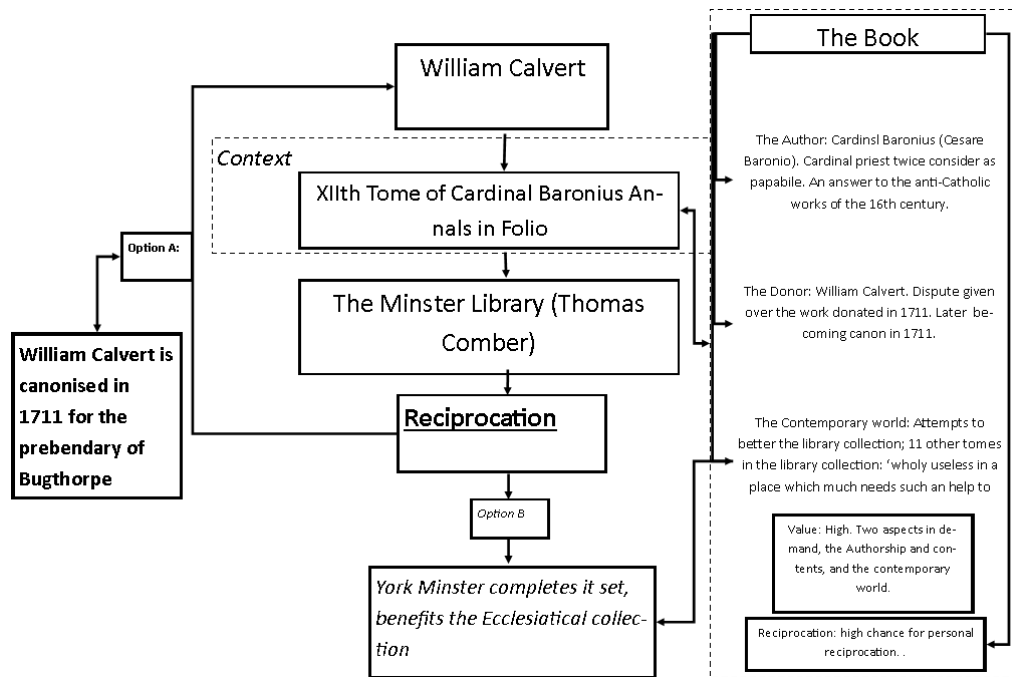 William Calvert
Context
XIIth Tome of Cardinal Baronius An-
nals in Folio
Option A:
The Minster Library (Thomas
Comber)
William Calvert is
canonised in
1711 for the
prebendary of
Bugthorpe
Reciprocation
Option B
York Minster completes it set,
benefits the Ecclesiatical collec-
tion
The Book
The Author: Cardinsl Baronius (Cesare
Baronio). Cardinal priest twice consider as
papabile. An answer to the anti-Catholic
works of the 16th century.
The Donor: William Calvert. Dispute given
over the work donated in 1711. Later be-
coming canon in 1711.
The Contemporary world: Attempts to
better the library collection; 11 other tomes
in the library collection: ‘wholy useless in a
place which much needs such an help to
Value: High. Two aspects in de-
mand, the Authorship and con-
tents, and the contemporary
world.
Reciprocation: high chance for personal
reciprocation. .